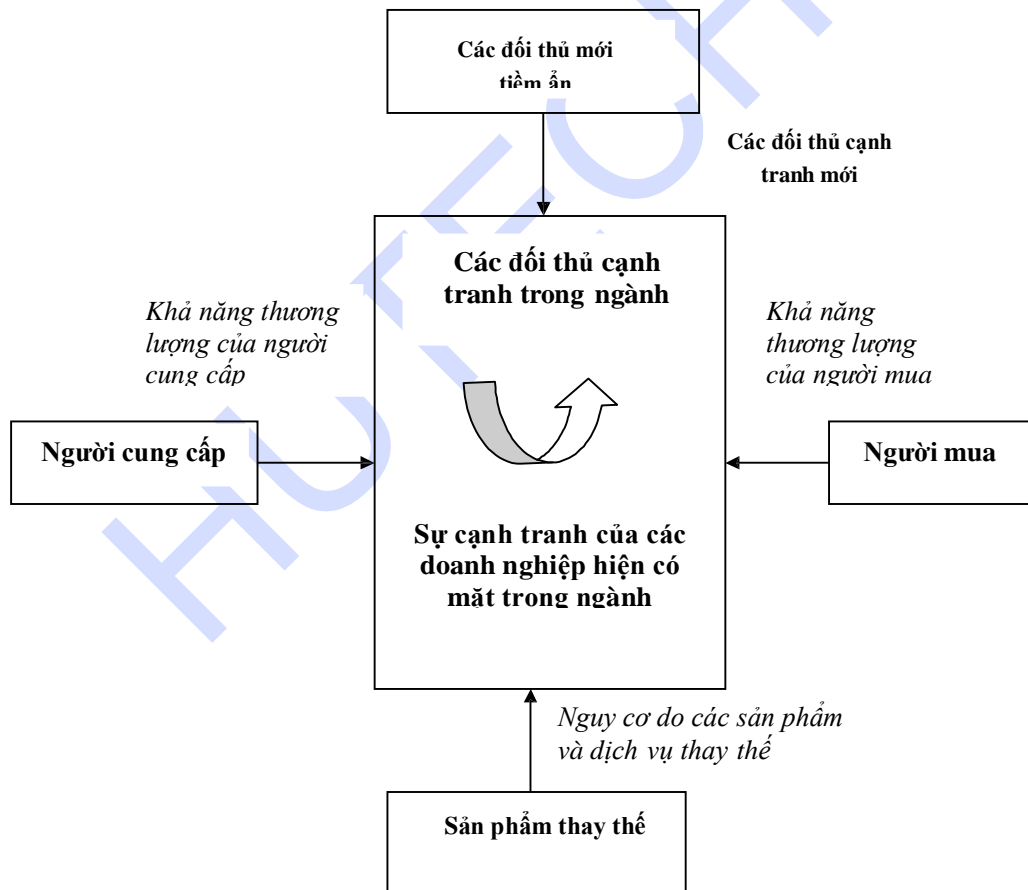 Các đối thủ mới
tiềm ẩn
Các đối thủ cạnh
tranh mới
Các đối thủ cạnh
tranh trong ngành
Khả năng thương
lượng của người
cung cấp
Khả năng
thương lượng
của người mua
Người cung cấp
Người mua
Sự cạnh tranh của các
doanh nghiệp hiện có
mặt trong ngành
Nguy cơ do các sản phẩm
và dịch vụ thay thế
Sản phẩm thay thế